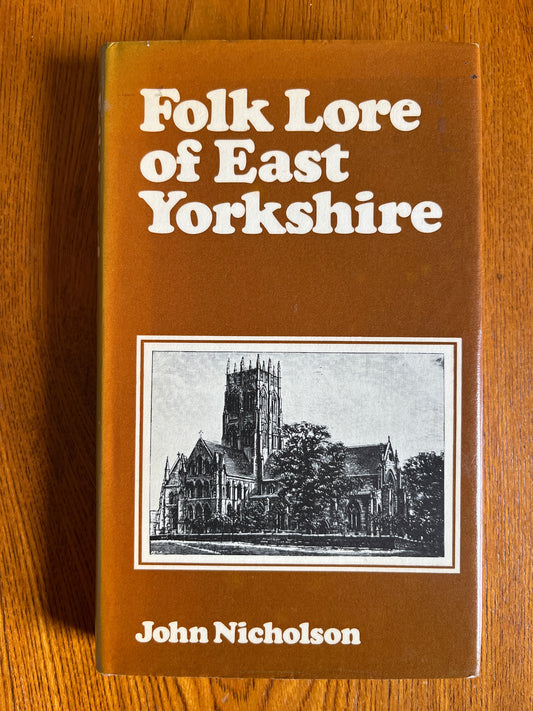 Folk Lore
of East
Yorkshire
John Nicholson